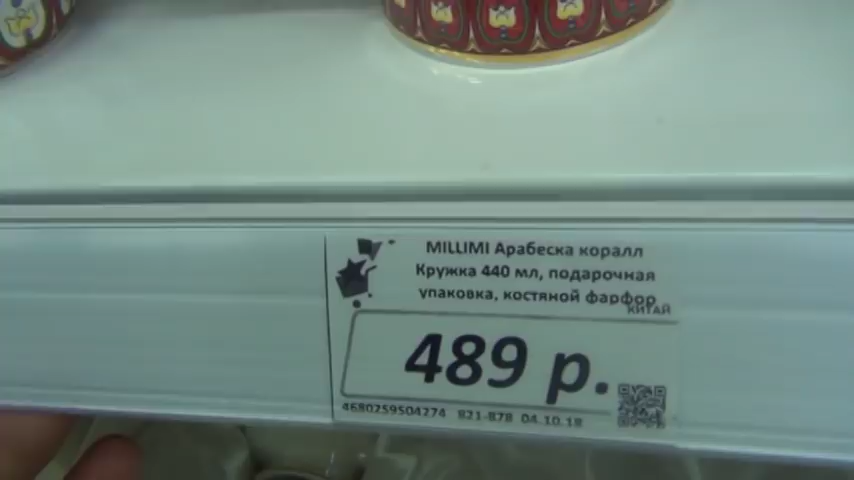 MILLIMI Арабеска коралл
Кружка 440 мл, подарочная
упаковка, костяной фарфор
КИТАЙ
489 р.
4680259504274 821-878 04.10.18